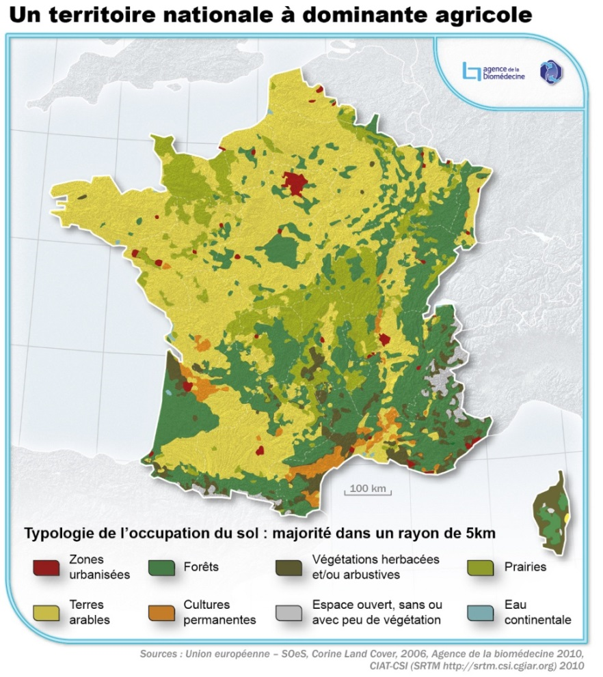 Un territoire nationale à dominante agricole
agence de la
biomédecine
100 km
Typologie de l'occupation du sol : majorité dans un rayon de 5km
Zones
urbanisées
Forêts
Végétations herbacées
et/ou arbustives
Prairies
Terres
arables
Cultures
permanentes
Espace ouvert, sans ou
avec peu de végétation
Eau
continentale
Sources : Union européenne – SOeS, Corine Land Cover, 2006, Agence de la biomédecine 2010,
CIAT-CSI (SRTM http://srtm.csi.cgiar.org) 2010